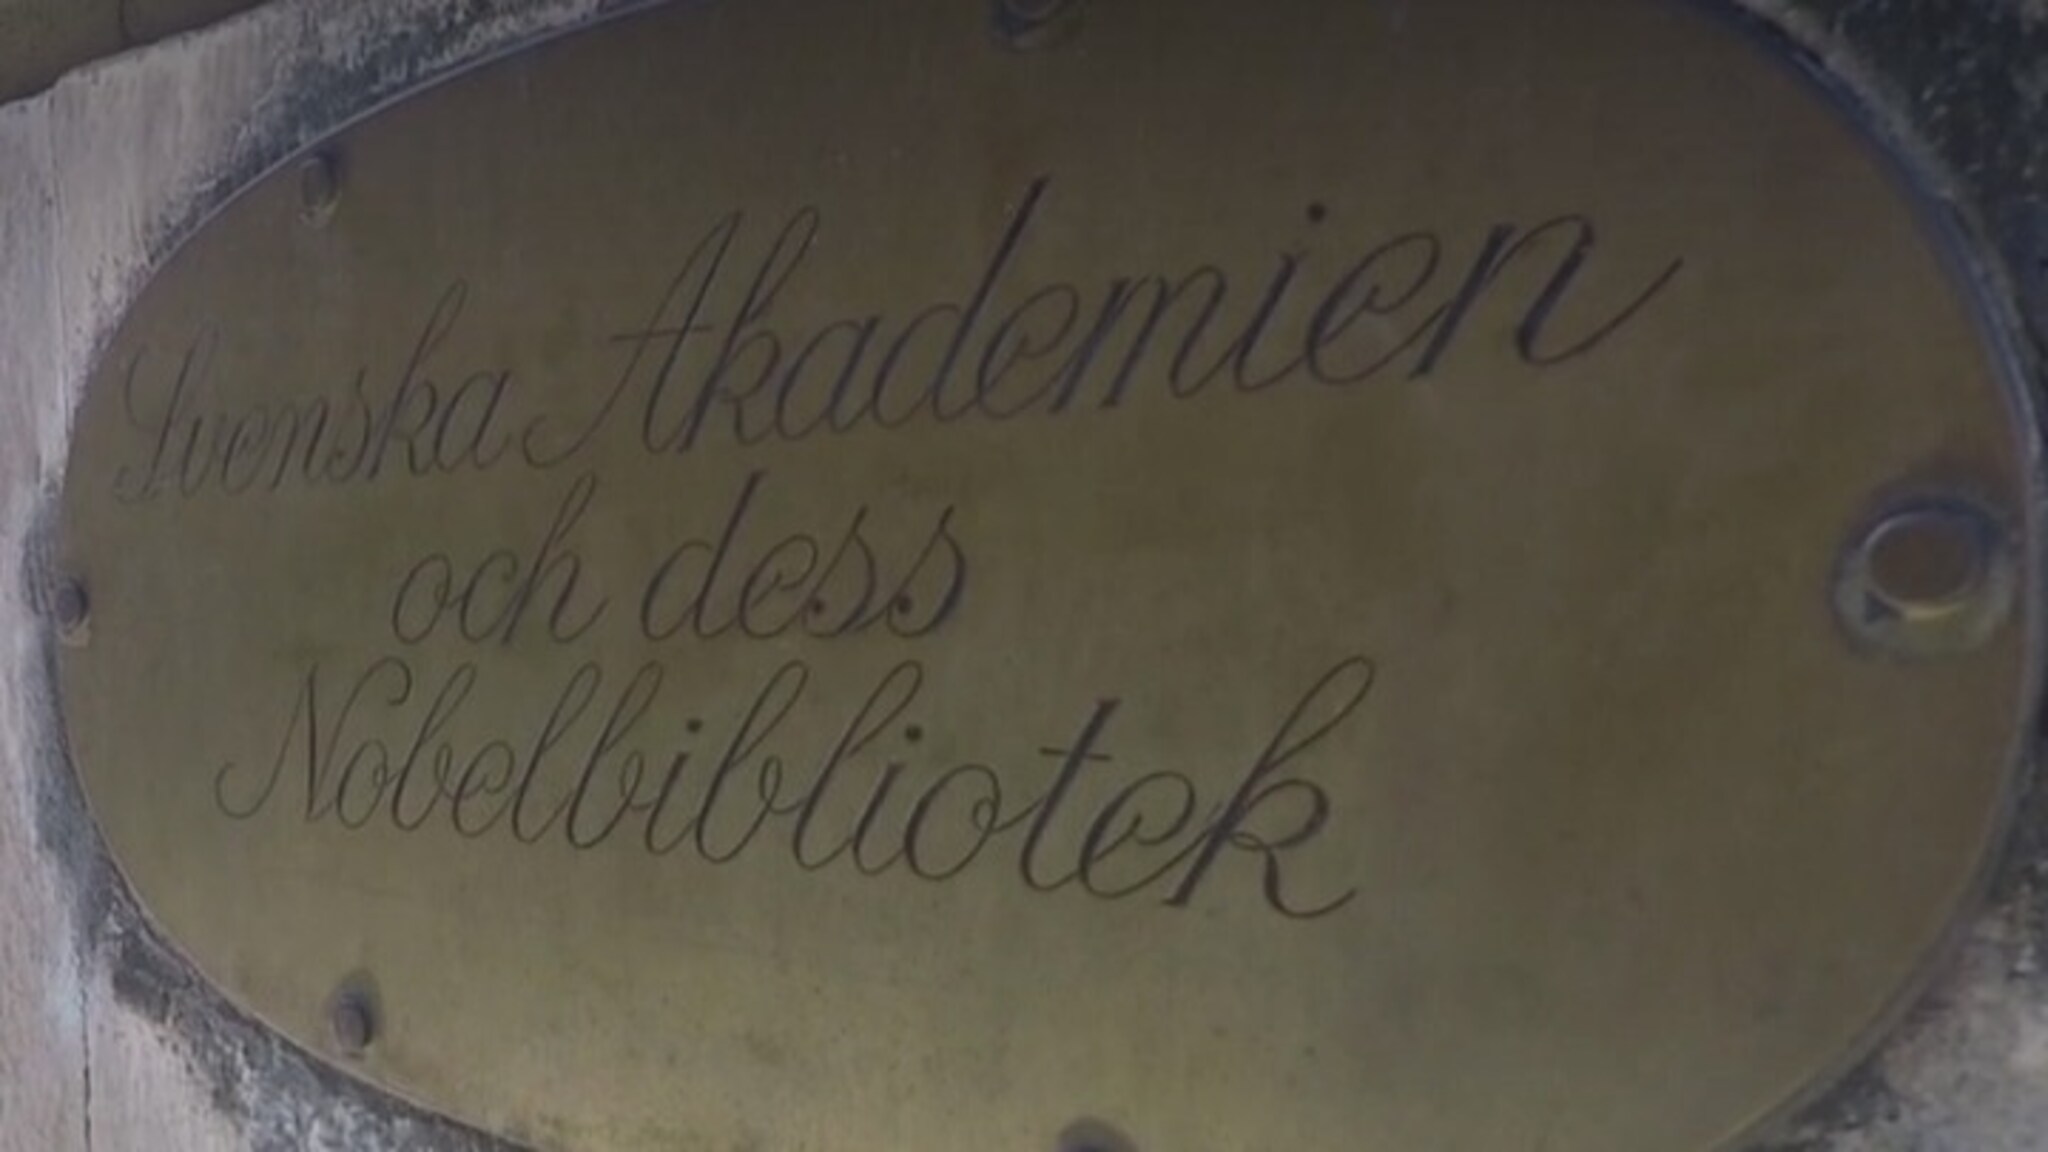 Svenska Akademien
och dess
Nobelbibliotek